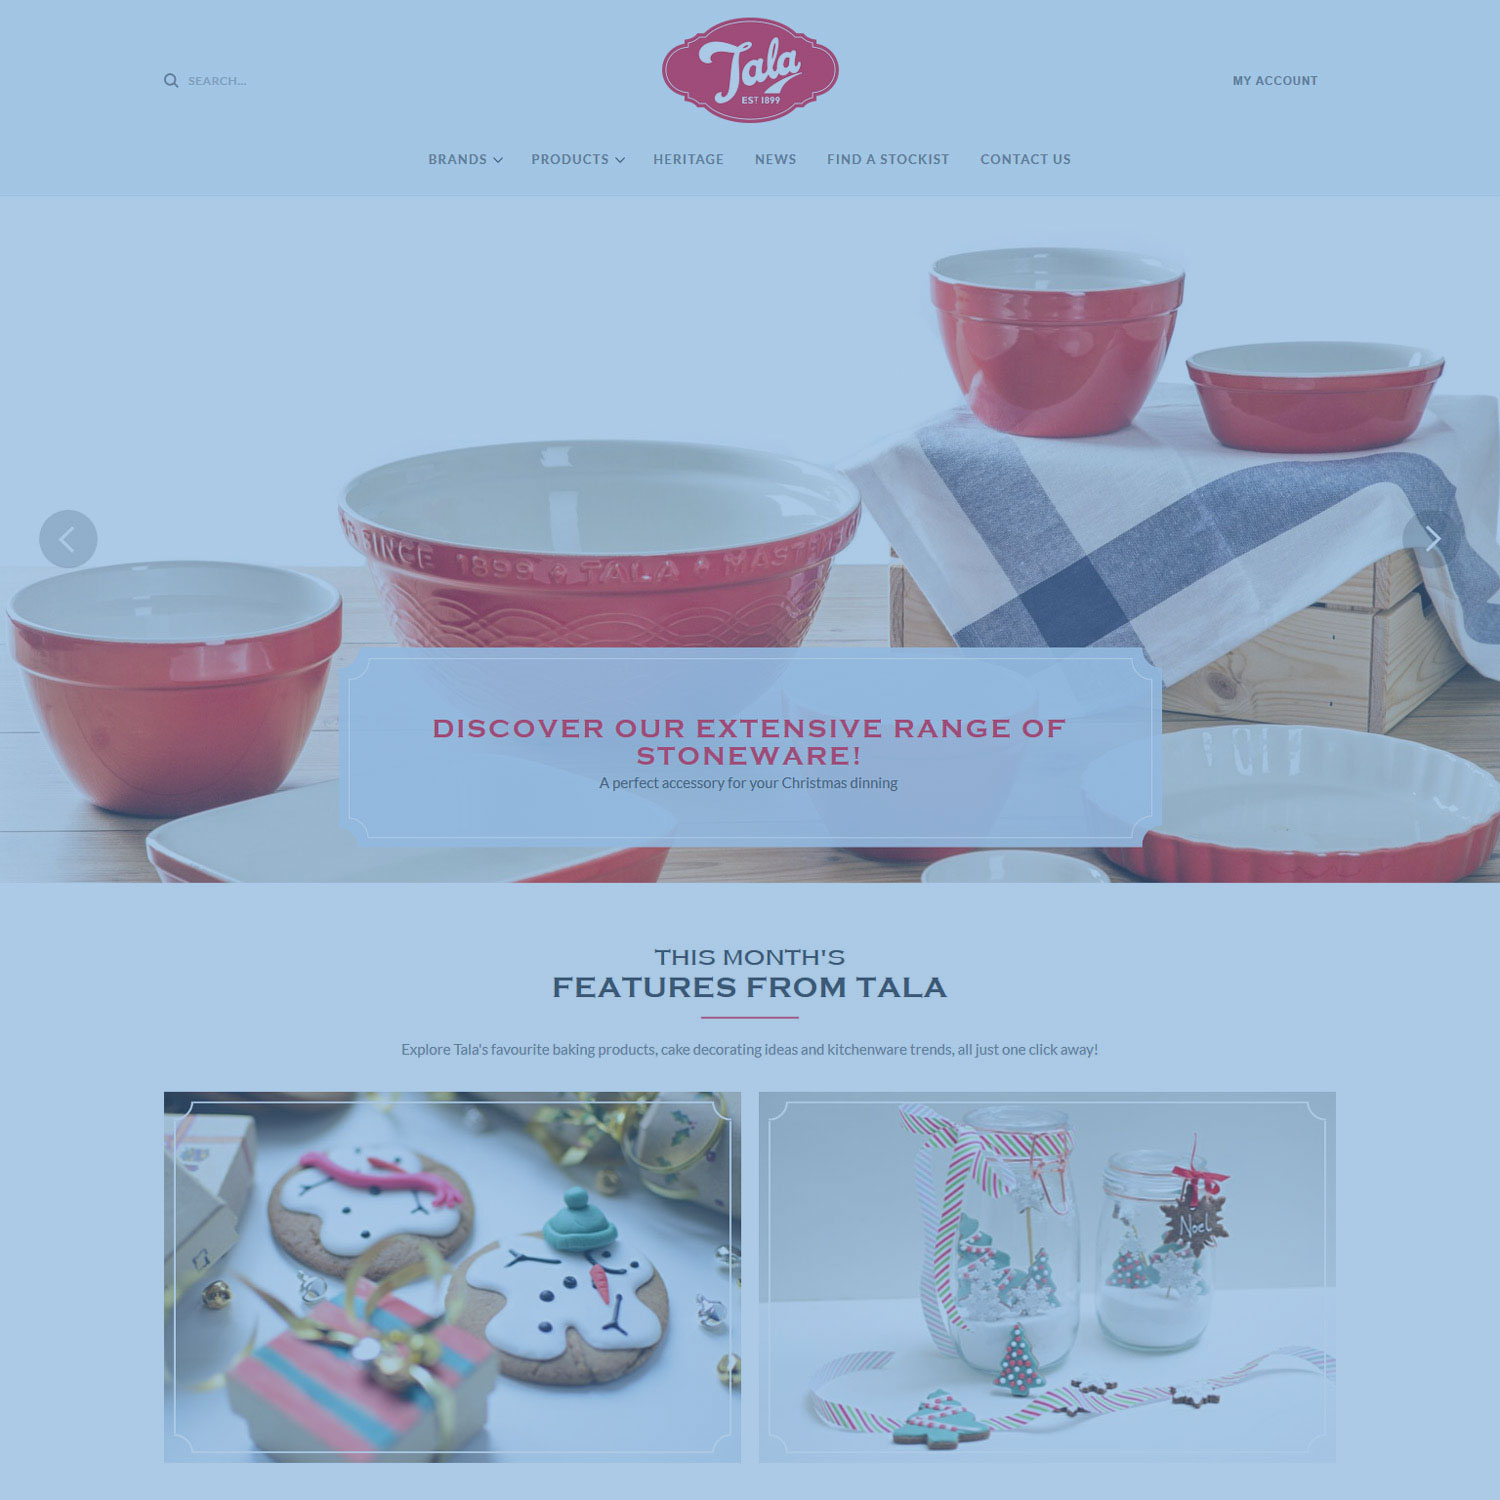 SEARCH...
Tala
EST 1899
MY ACCOUNT
BRANDS
PRODUCTS
HERITAGE
NEWS
FIND A STOCKIST
CONTACT US
SINCE 1899 TALA
DISCOVER OUR EXTENSIVE RANGE OF
STONEWARE!
A perfect accessory for your Christmas dinning
THIS MONTH'S
FEATURES FROM TALA
Explore Tala's favourite baking products, cake decorating ideas and kitchenware trends, all just one click away!
Noel